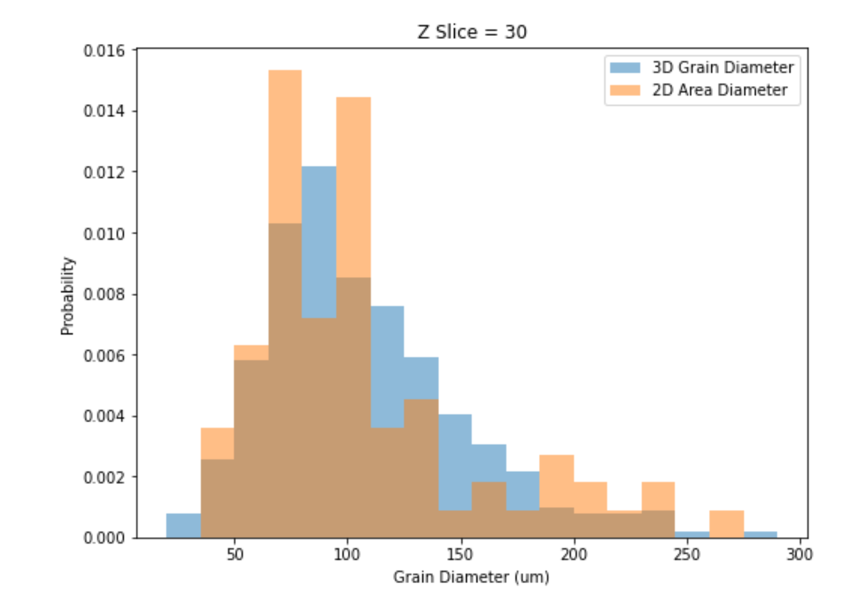 Z Slice = 30
3D Grain Diameter
2D Area Diameter
0.016
0.014
0.012
0.010
0.008
0.006
0.004
0.002
0.000
Probability
50 100 150 200 250 300
Grain Diameter (um)